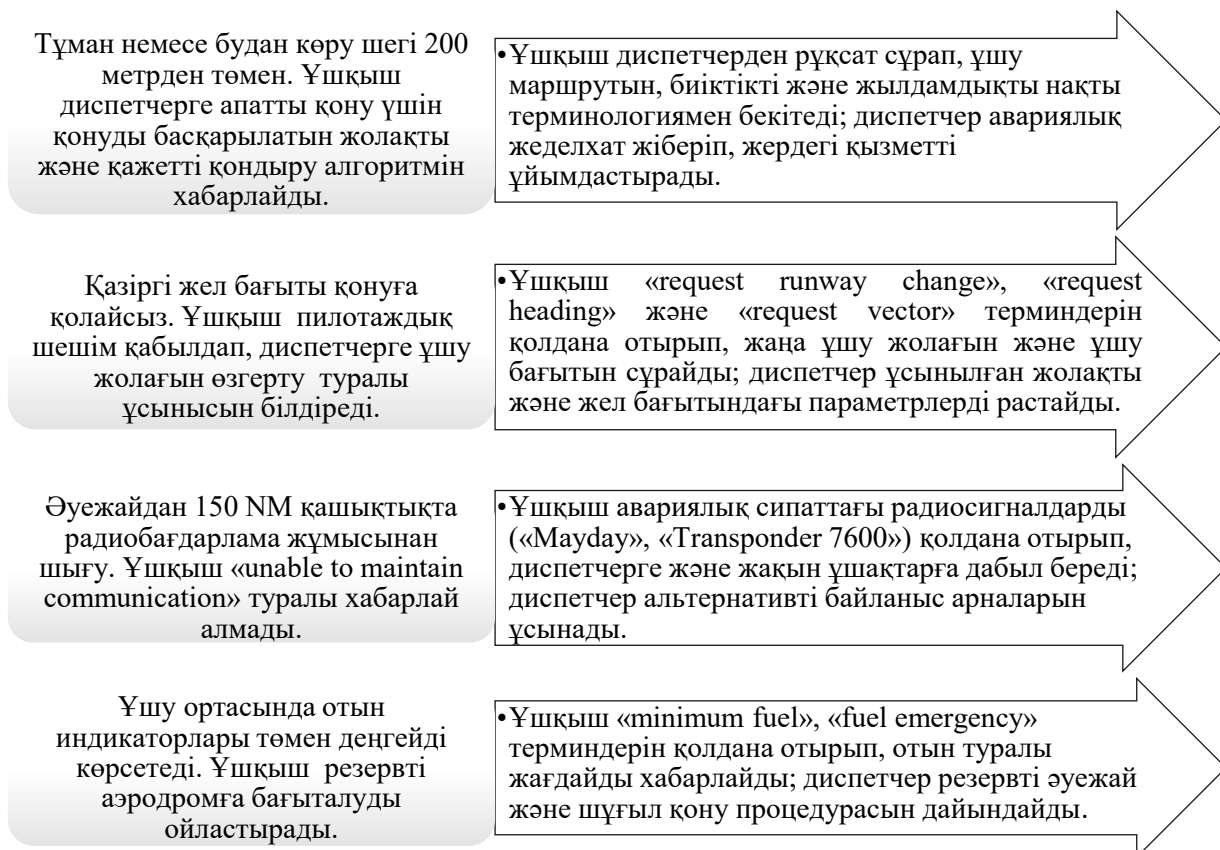 Тұман немесе будан көру шегі 200
метрден төмен. Ұшқыш
диспетчерге апатты қону үшін
қонуды басқарылатын жолақты
және қажетті қондыру алгоритмін
хабарлайды.
•Ұшқыш диспетчерден рұқсат сұрап, ұшу
маршрутын, биіктікті және жылдамдықты нақты
терминологиямен бекітеді; диспетчер авариялық
жеделхат жіберіп, жердегі қызметті
ұйымдастырады.
Қазіргі жел бағыты қонуға
қолайсыз. Ұшқыш пилотаждық
шешім қабылдап, диспетчерге ұшу
жолағын өзгерту туралы
ұсынысын білдіреді.
•Ұшқыш «request runway change», «request
heading» және «request vector» терминдерін
қолдана отырып, жаңа ұшу жолағын және ұшу
бағытын сұрайды; диспетчер ұсынылған жолақты
және жел бағытындағы параметрлерді растайды.
Әуежайдан 150 NM қашықтықта
радиобағдарлама жұмысынан
шығу. Ұшқыш «unable to maintain
communication» туралы хабарлай
алмады.
•Ұшқыш авариялық сипаттағы радиосигналдарды
(«Mayday», «Transponder 7600») қолдана отырып,
диспетчерге және жақын ұшақтарға дабыл береді;
диспетчер альтернативті байланыс арналарын
ұсынады.
Ұшу ортасында отын
индикаторлары төмен деңгейді
көрсетеді. Ұшқыш резервті
аэродромға бағыталуды
ойластырады.
•Ұшқыш «minimum fuel», «fuel emergency»
терминдерін қолдана отырып, отын туралы
жағдайды хабарлайды; диспетчер резервті әуежай
және шұғыл қону процедурасын дайындайды.